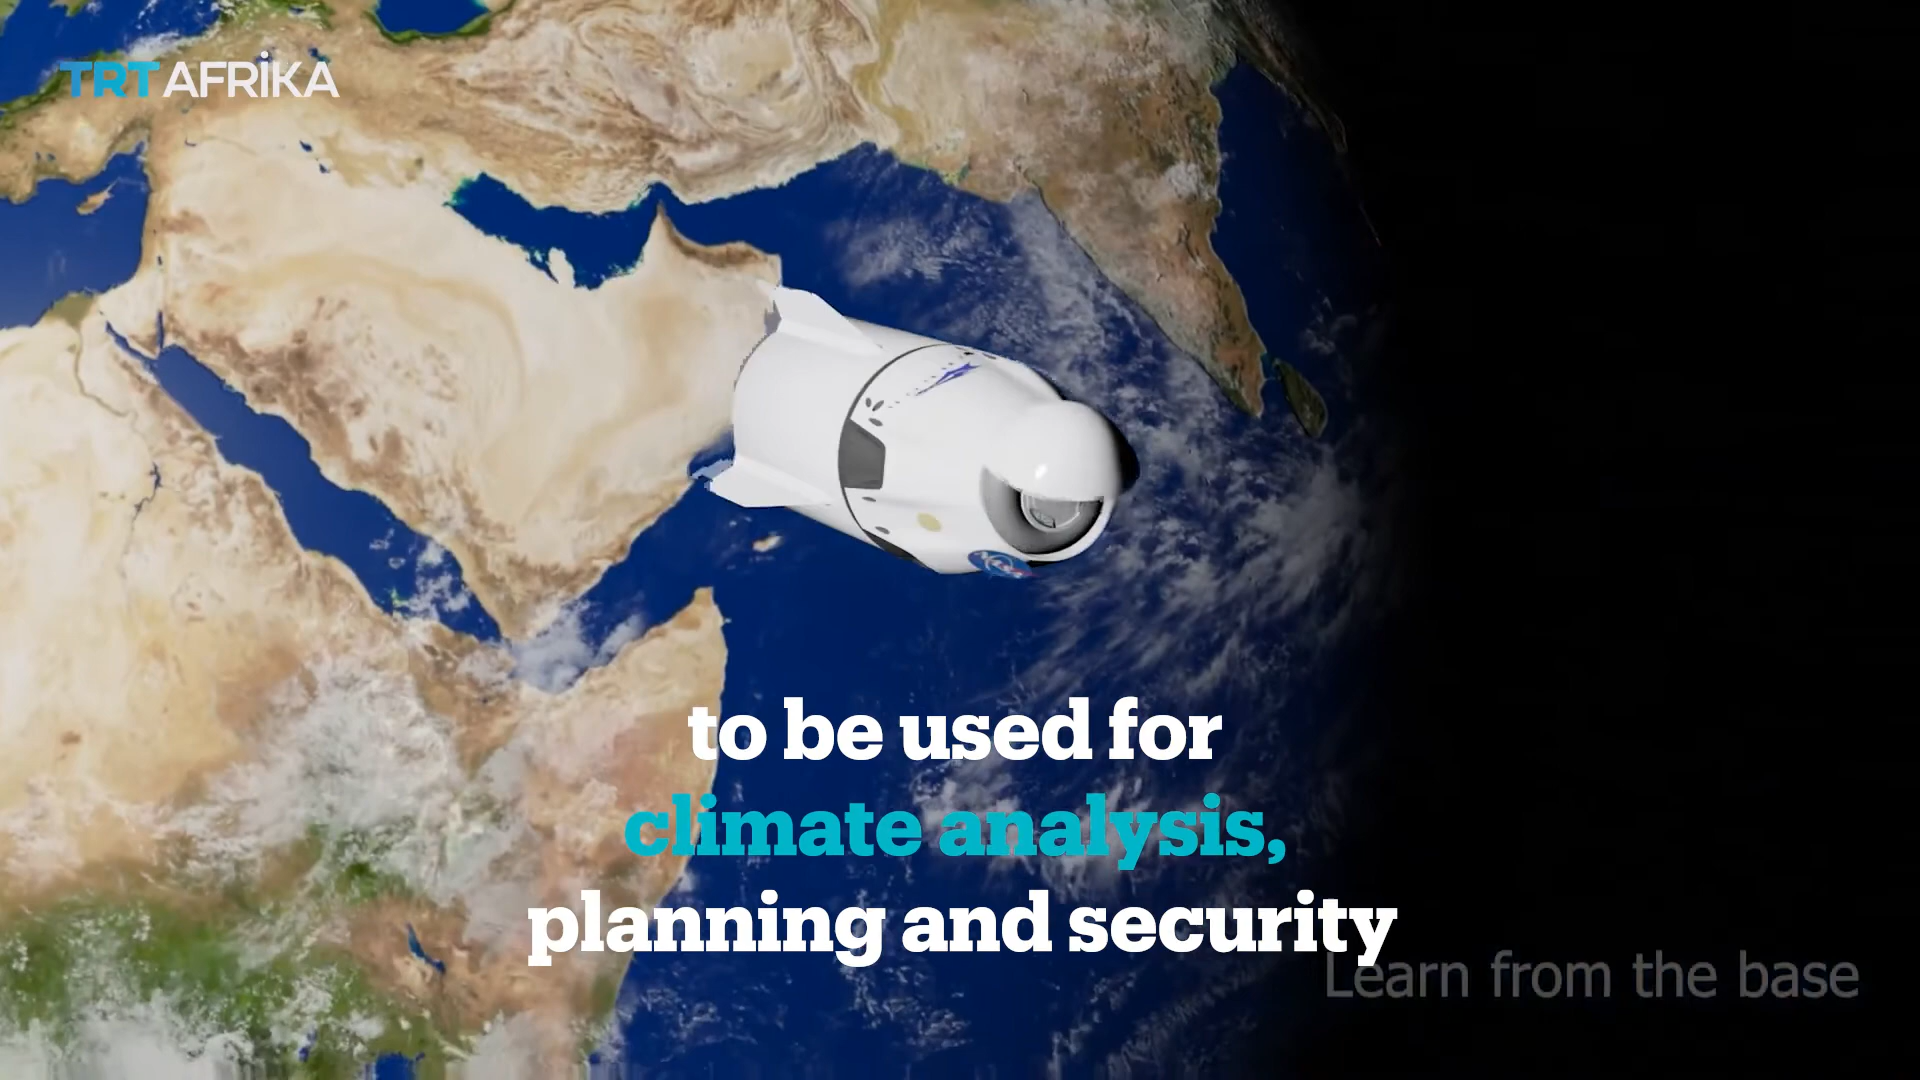 TRT AFRİKA
to be used for
climate analysis,
planning and security
Learn from the base